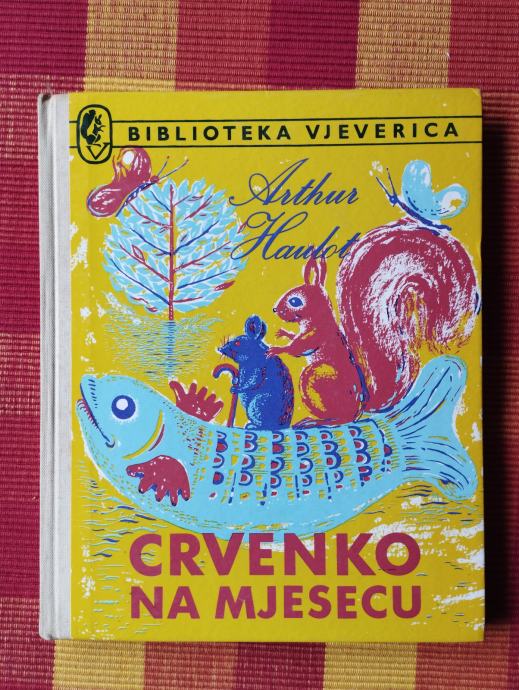 V
BIBLIOTEKA VJEVERICA
Arthur
Haulot
CRVENKO
NA MJESECU